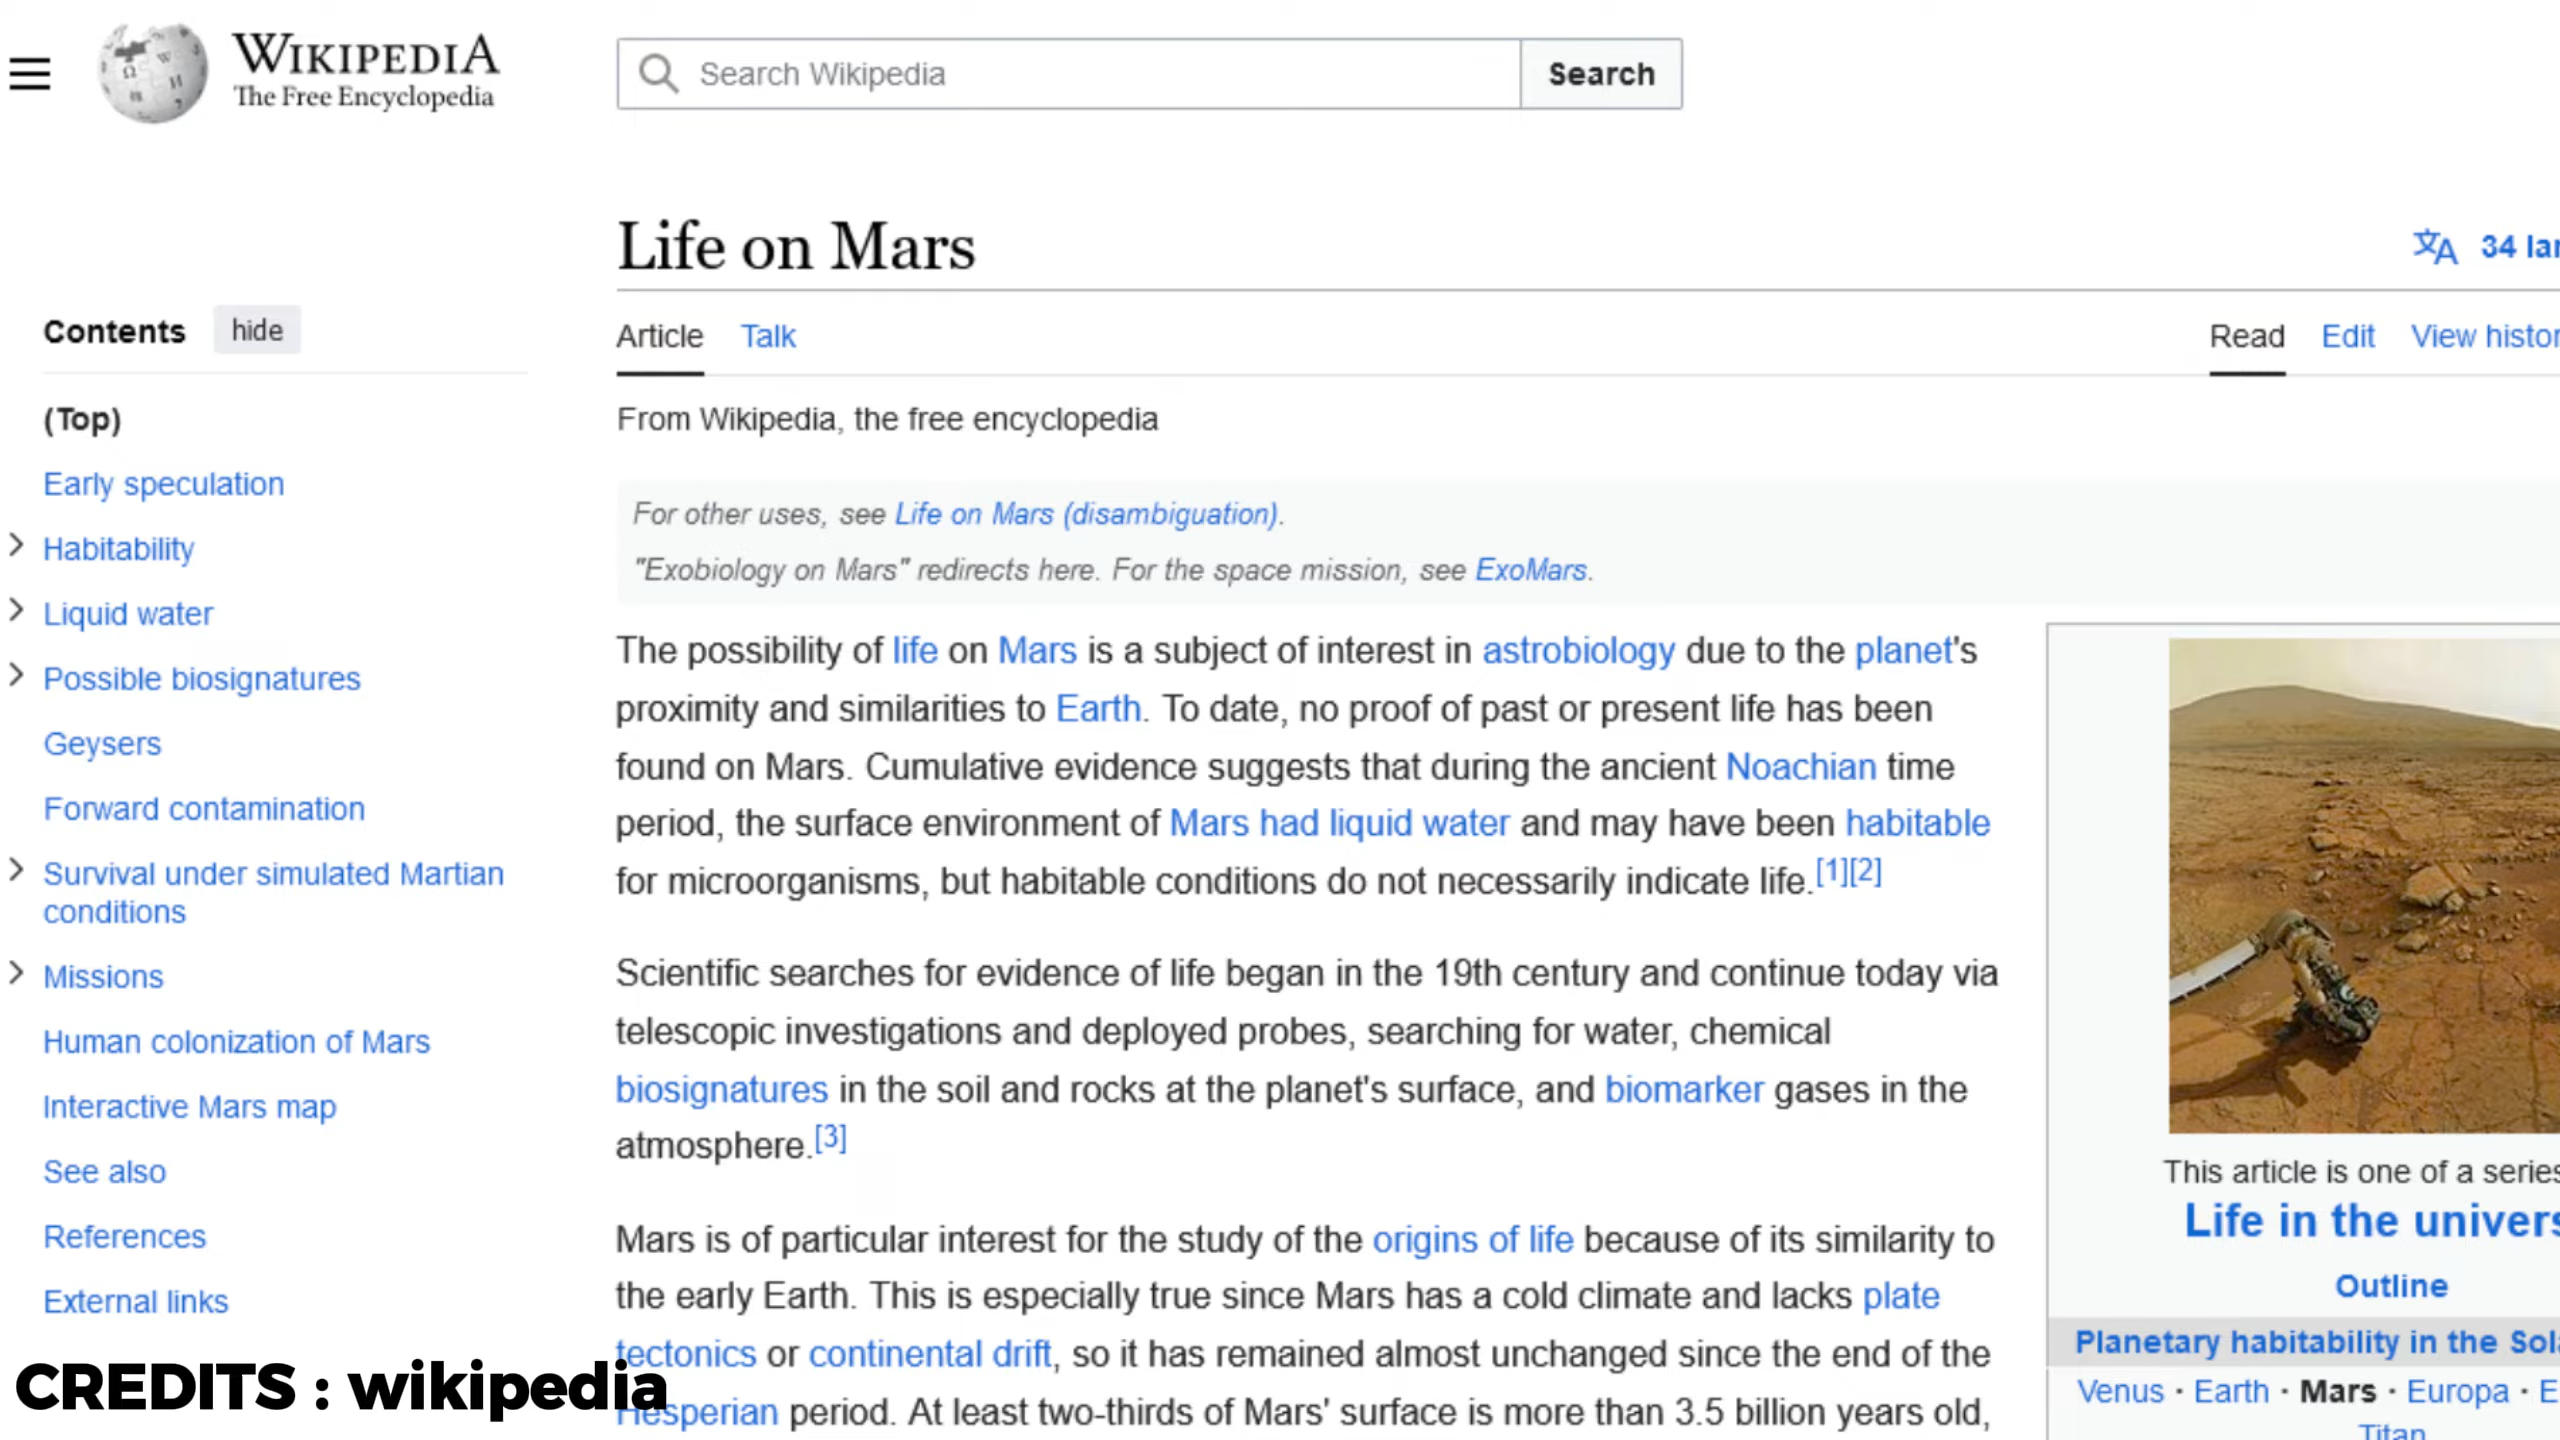 WIKIPEDIA
The Free Encyclopedia
Search Wikipedia
Search
Life on Mars
34
Contents
hide
(Top)
Early speculation
Habitability
Liquid water
Possible biosignatures
Geysers
Forward contamination
Survival under simulated Martian
conditions
Missions
Human colonization of Mars
Interactive Mars map
See also
References
External links
Article Talk
Read Edit View
From Wikipedia, the free encyclopedia
For other uses, see Life on Mars (disambiguation).
"Exobiology on Mars" redirects here. For the space mission, see ExoMars.
The possibility of life on Mars is a subject of interest in astrobiology due to the planet's
proximity and similarities to Earth. To date, no proof of past or present life has been
found on Mars. Cumulative evidence suggests that during the ancient Noachian time
period, the surface environment of Mars had liquid water and may have been habitable
for microorganisms, but habitable conditions do not necessarily indicate life.[1][2]
Scientific searches for evidence of life began in the 19th century and continue today via
telescopic investigations and deployed probes, searching for water, chemical
biosignatures in the soil and rocks at the planet's surface, and biomarker gases in the
atmosphere.[3]
Mars is of particular interest for the study of the origins of life because of its similarity to
the early Earth. This is especially true since Mars has a cold climate and lacks plate
tectonics or continental drift, so it has remained almost unchanged since the end of the
Hesperian period. At least two-thirds of Mars' surface is more than 3.5 billion years old,
This article is one of a series
Life in the
Outline
Planetary habitability in the
Venus · Earth · Mars · Europa ·
Titan
CREDITS : wikipedia